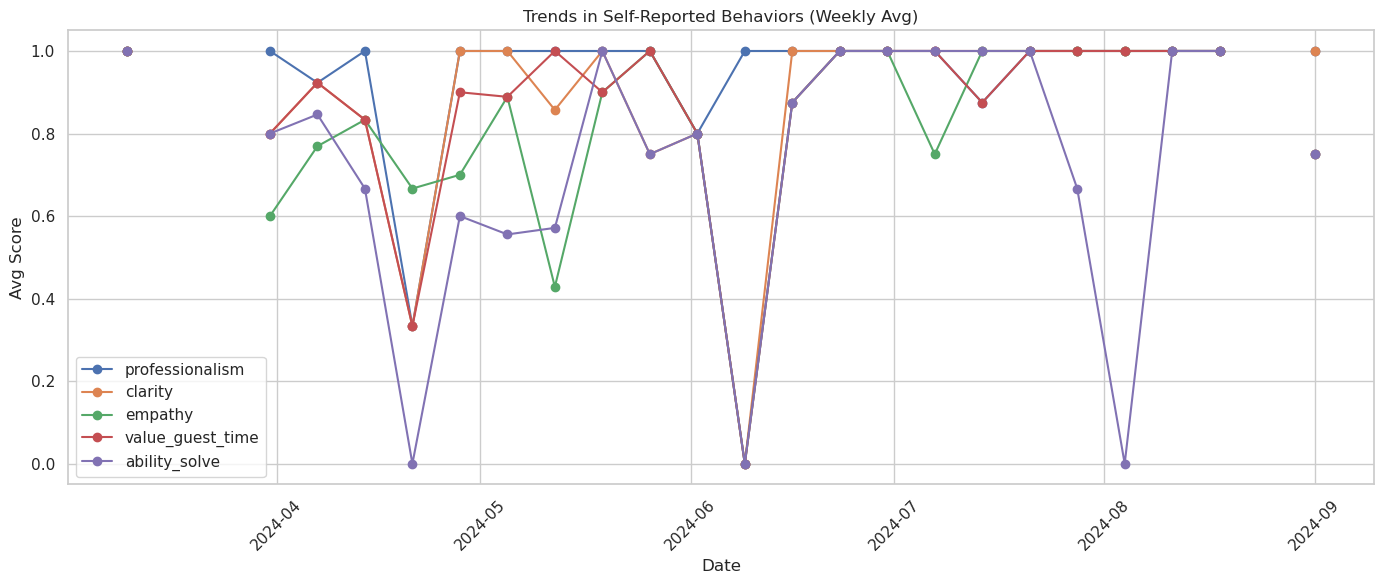 Trends in Self-Reported Behaviors (Weekly Avg)
Avg Score
1.0
0.8
0.6
0.4
0.2
0.0
professionalism
clarity
empathy
value_guest_time
ability_solve
2024-04
2024-05
2024-06
2024-07
2024-08
2024-09
Date